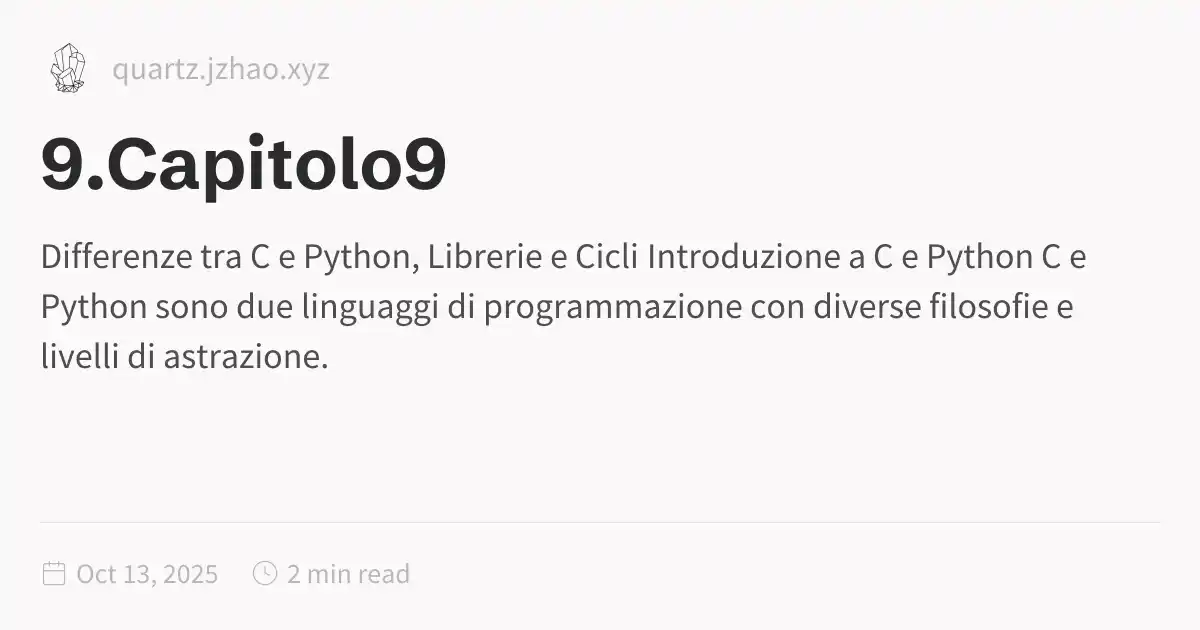 quartz.jzhao.xyz
9.Capitolo9
Differenze tra C e Python, Librerie e Cicli Introduzione a C e Python C e
Python sono due linguaggi di programmazione con diverse filosofie e
livelli di astrazione.
Oct 13, 2025
2 min read